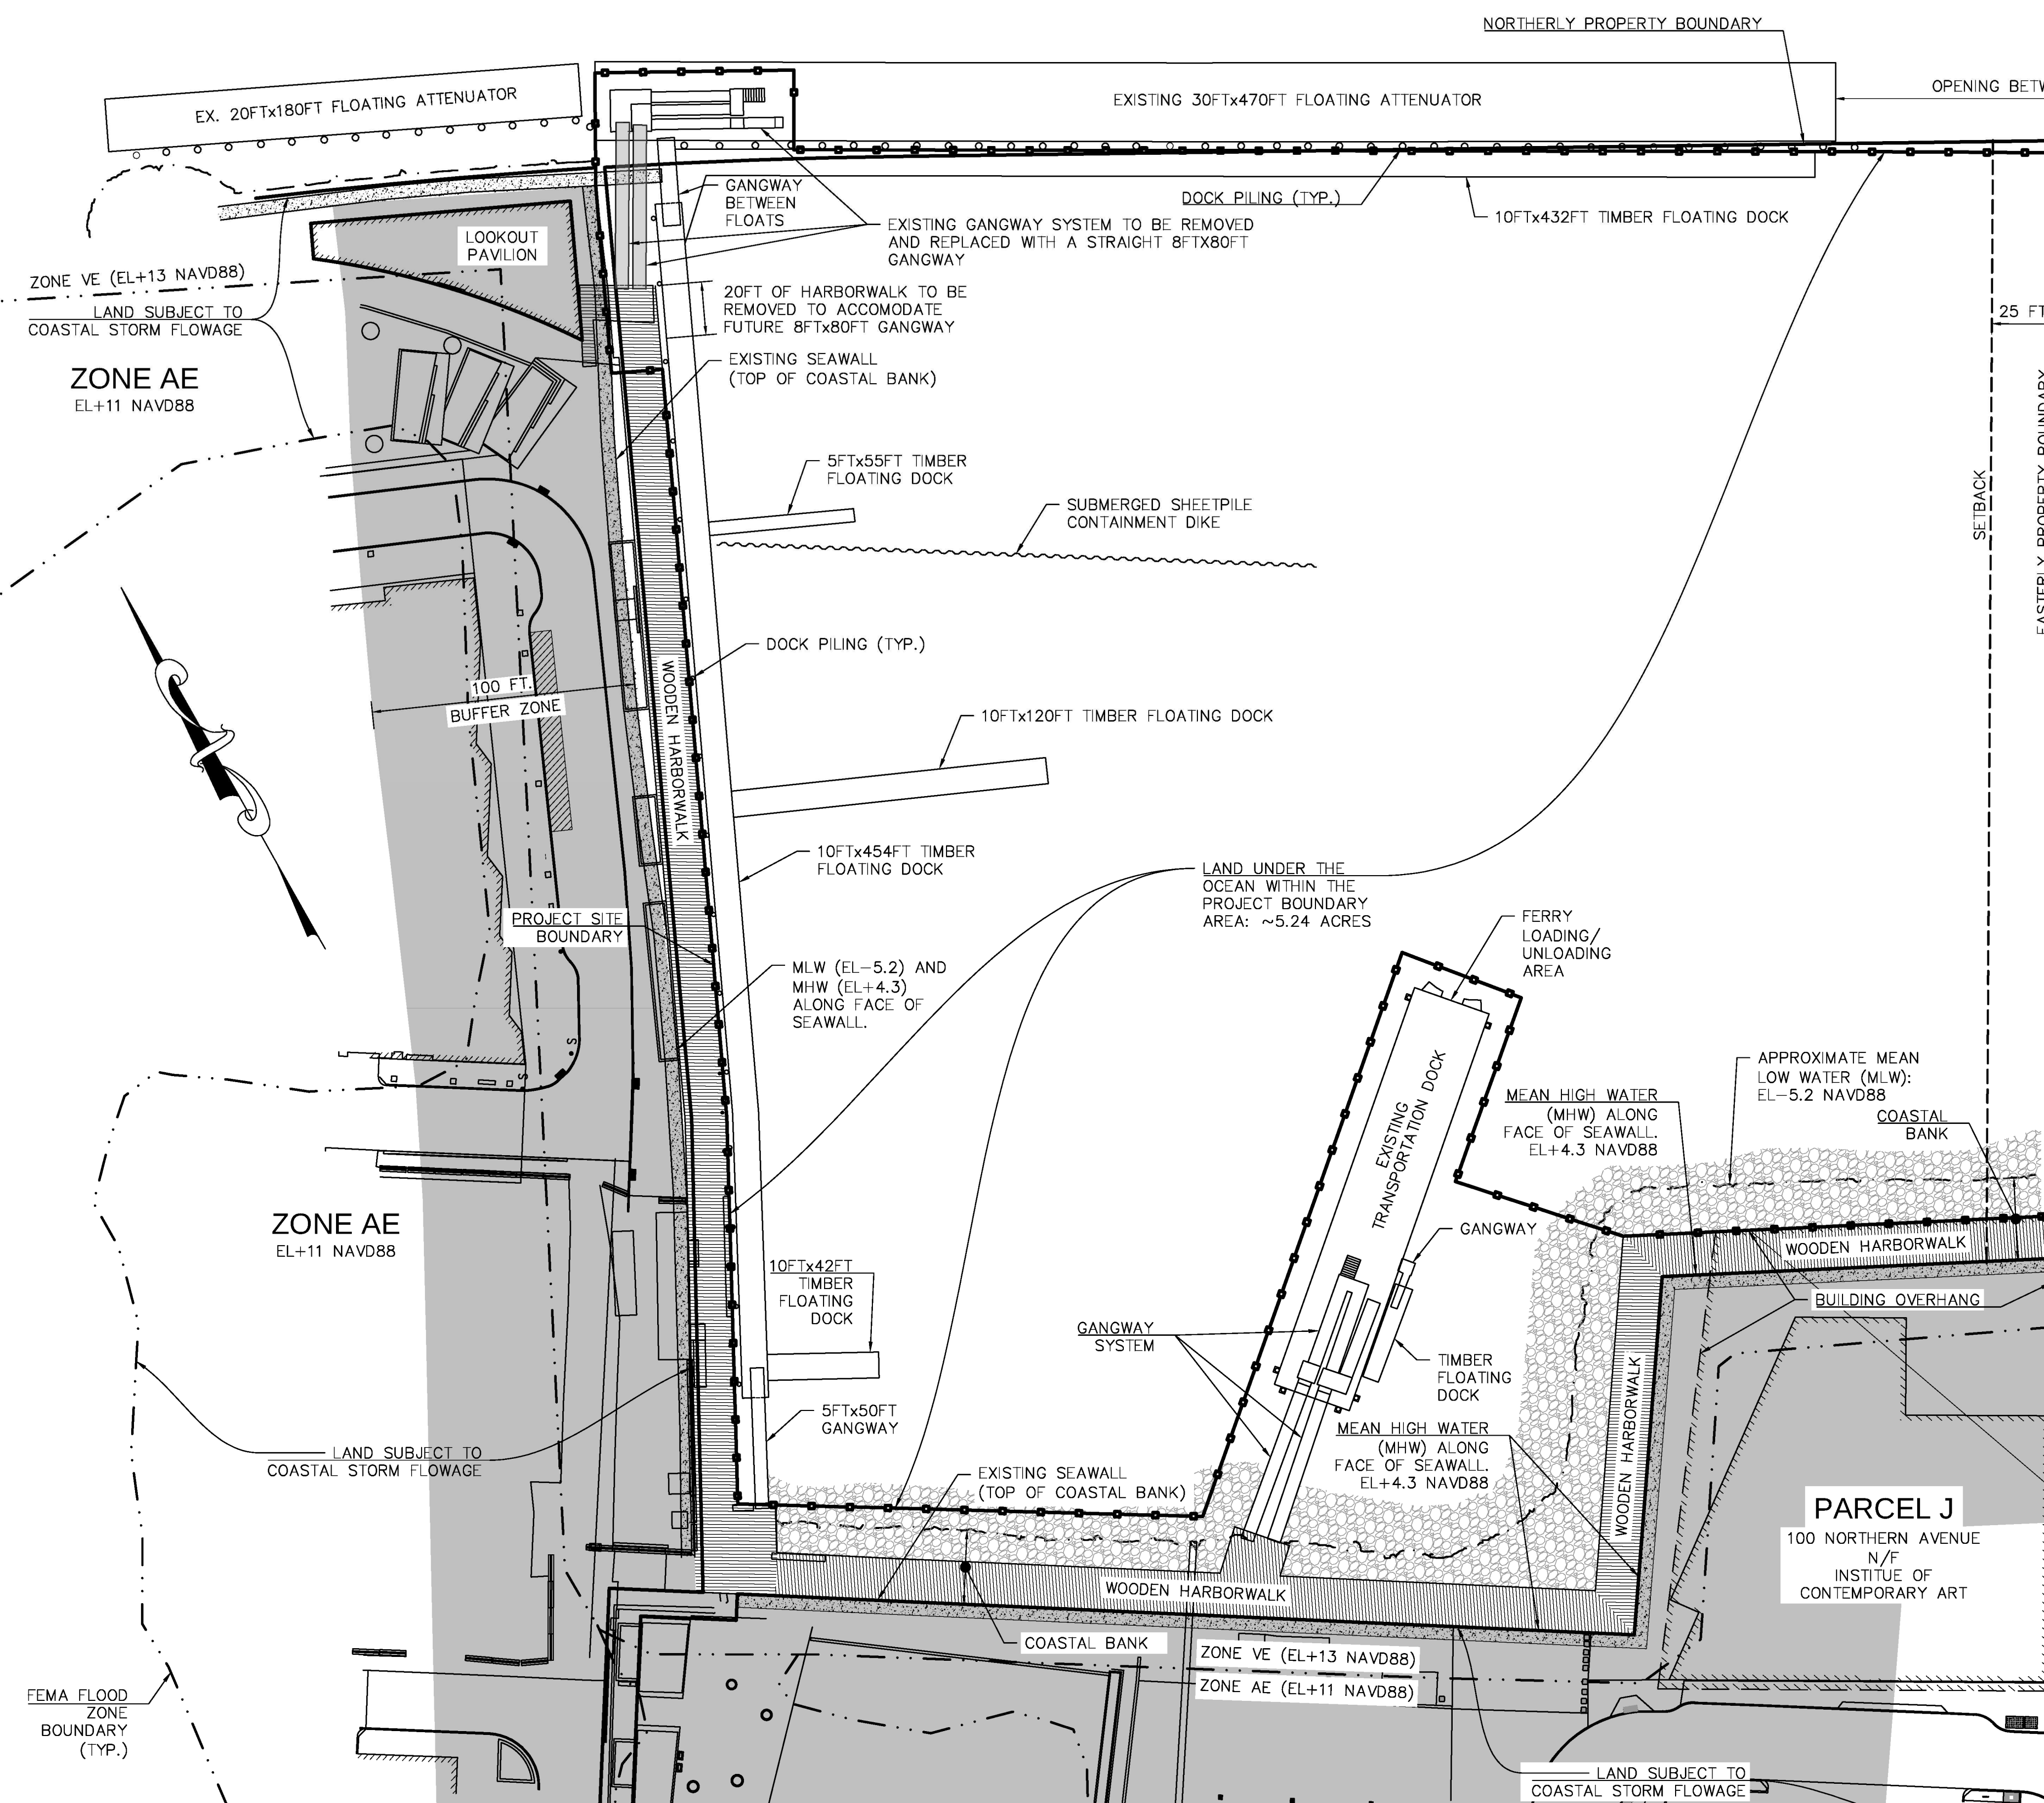 NORTHERLY PROPERTY BOUNDARY
OPENING BETW
EX. 20FTx180FT FLOATING ATTENUATOR
EXISTING 30FTx470FT FLOATING ATTENUATOR
GANGWAY
BETWEEN
FLOATS
DOCK PILING (TYP.)
10FTx432FT TIMBER FLOATING DOCK
EXISTING GANGWAY SYSTEM TO BE REMOVED
AND REPLACED WITH A STRAIGHT 8FTX80FT
GANGWAY
LOOKOUT
PAVILION
ZONE VE (EL+13 NAVD88)
LAND SUBJECT TO
COASTAL STORM FLOWAGE
20FT OF HARBORWALK TO BE
REMOVED TO ACCOMODATE
FUTURE 8FTx80FT GANGWAY
25 FT
ZONE AE
EL+11 NAVD88
EXISTING SEAWALL
(TOP OF COASTAL BANK)
5FTx55FT TIMBER
FLOATING DOCK
SUBMERGED SHEETPILE
CONTAINMENT DIKE
SETBACK
EASTERLY PROPERTY BOUNDARY
DOCK PILING (TYP.)
WOODEN HARBORWALK
100 FT.
BUFFER ZONE
10FTx120FT TIMBER FLOATING DOCK
10FTx454FT TIMBER
FLOATING DOCK
LAND UNDER THE
OCEAN WITHIN THE
PROJECT BOUNDARY
AREA: ~5.24 ACRES
PROJECT SITE
BOUNDARY
FERRY
LOADING/
UNLOADING
AREA
MLW (EL-5.2) AND
MHW (EL+4.3)
ALONG FACE OF
SEAWALL.
S
S
EXISTING
TRANSPORTATION DOCK
APPROXIMATE MEAN
LOW WATER (MLW):
EL-5.2 NAVD88
MEAN HIGH WATER
(MHW) ALONG
FACE OF SEAWALL.
EL+4.3 NAVD88
COASTAL
BANK
ZONE AE
EL+11 NAVD88
GANGWAY
WOODEN HARBORWALK
10FTx42FT
TIMBER
FLOATING
DOCK
BUILDING OVERHANG
GANGWAY
SYSTEM
TIMBER
FLOATING
DOCK
WOODEN HARBORWALK
5FTx50FT
GANGWAY
MEAN HIGH WATER
(MHW) ALONG
FACE OF SEAWALL.
EL+4.3 NAVD88
LAND SUBJECT TO
COASTAL STORM FLOWAGE
EXISTING SEAWALL
(TOP OF COASTAL BANK)
PARCEL J
100 NORTHERN AVENUE
N/F
INSTITUE OF
CONTEMPORARY ART
WOODEN HARBORWALK
COASTAL BANK
ZONE VE (EL+13 NAVD88)
ZONE AE (EL+11 NAVD88)
FEMA FLOOD
ZONE
BOUNDARY
(TYP.)
LAND SUBJECT TO
COASTAL STORM FLOWAGE